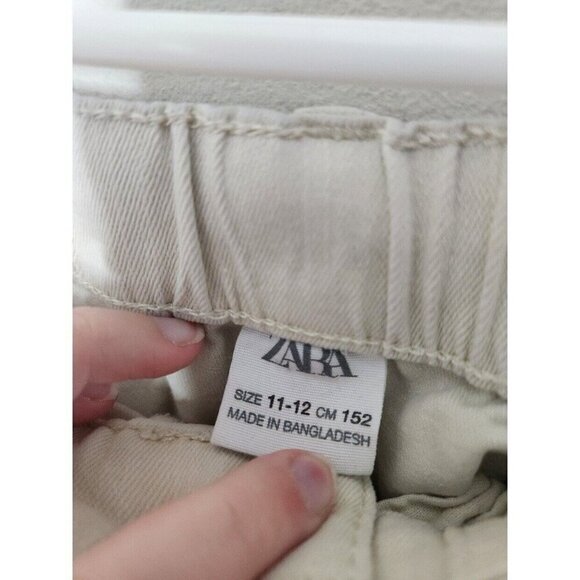 ZARA
SIZE 11-12 CM 152
MADE IN BANGLADESH